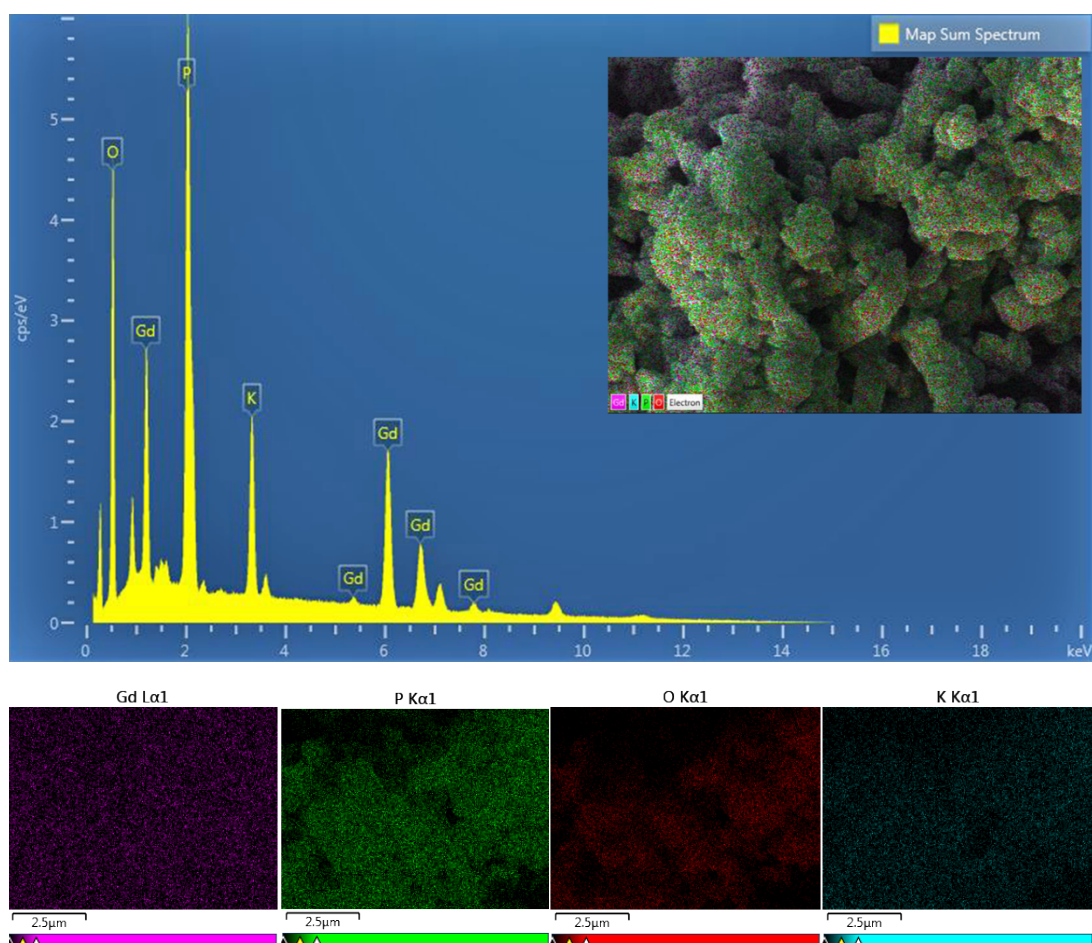 Map Sum Spectrum
P
5
O
4
Gd
cps/eV
3
K
2
Gd
Gd
1
Gd
Gd
0
0 2 4 6 8 10 12 14 16 18 keV
Gd K P O Electron
Gd Lα1 P Kα1 O Kα1 K Kα1
2.5µm 2.5µm 2.5µm 2.5µm